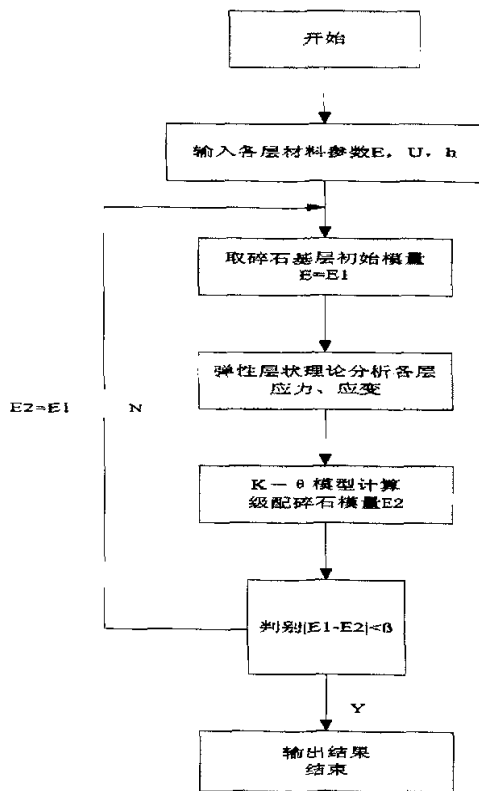 开始
输入各层材料参数E，U，h
取碎石基层初始模量
E=E1
弹性层状理论分析各层
应力、应变
E2=E1
N
K－θ模型计算
级配碎石模量E2
判别|E1-E2|<β
Y
输出结果
结束